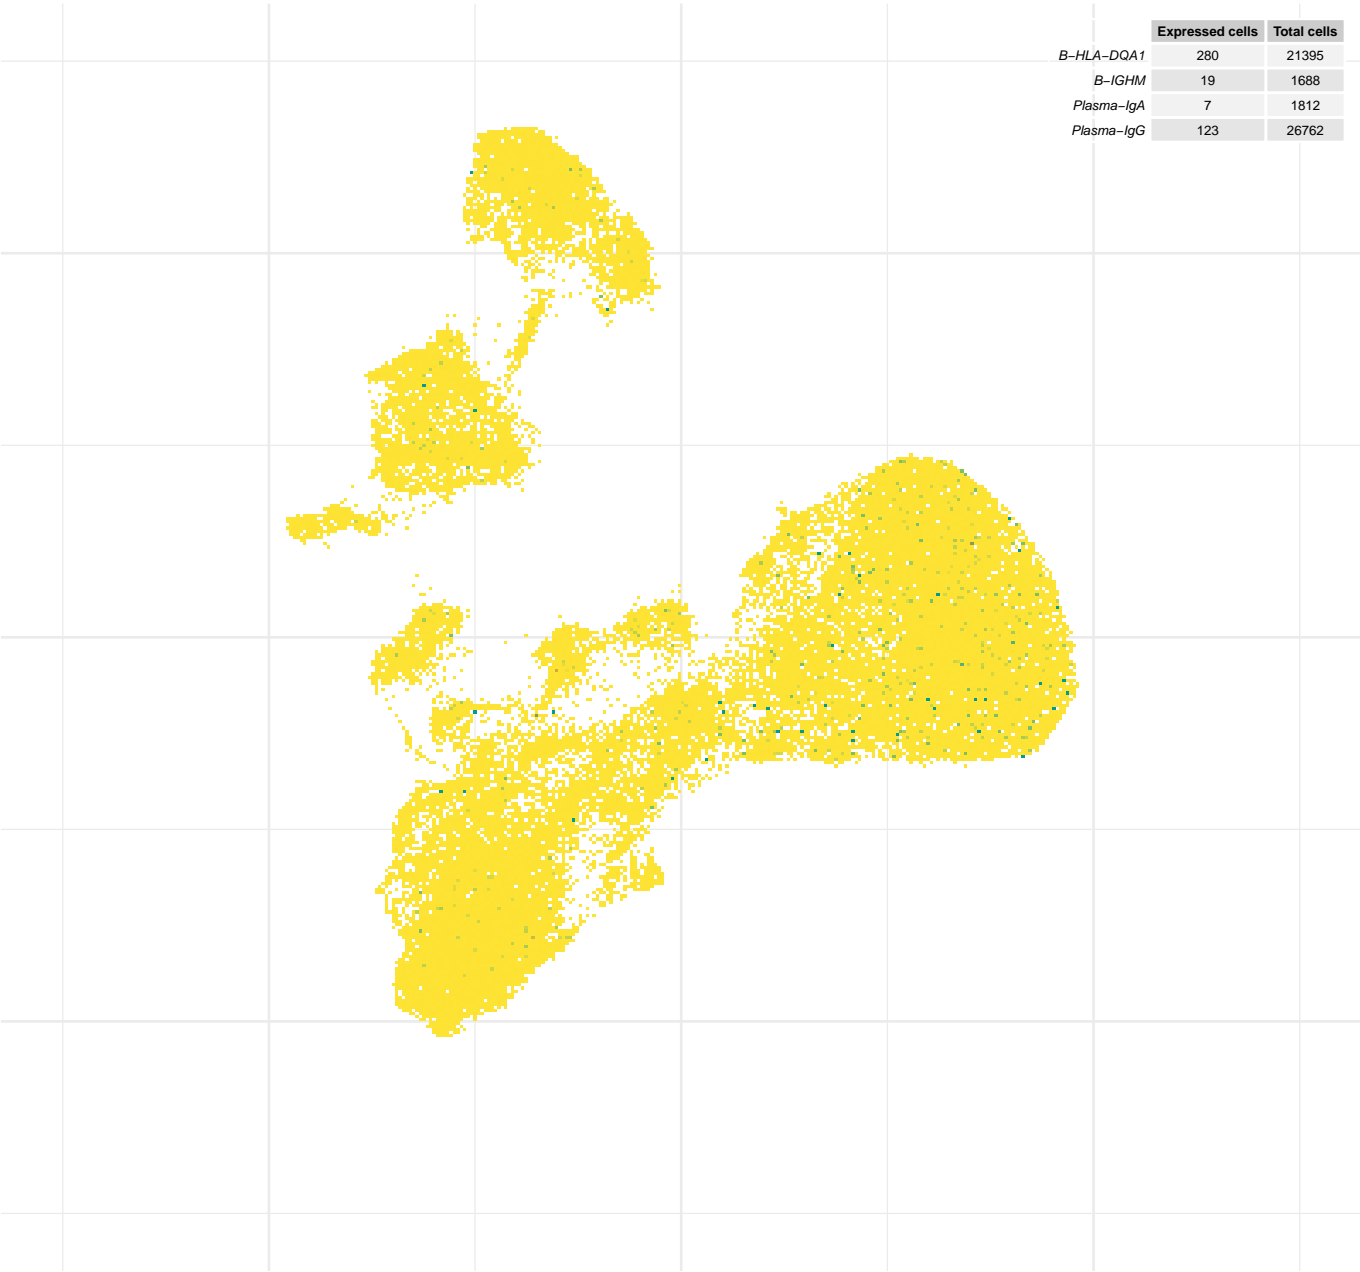 Expressed cells Total cells
B−HLA−DQA1 280 21395
B−IGHM 19 1688
Plasma−IgA 7 1812
Plasma−IgG 123 26762